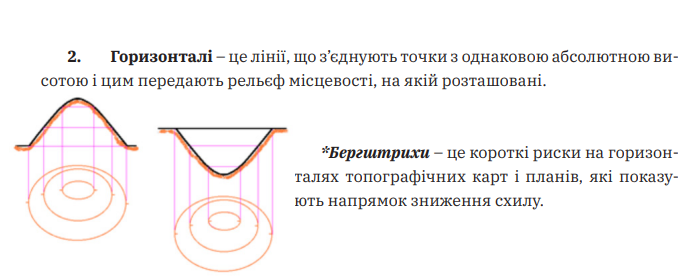 2. Горизонталі – це лінії, що з’єднують точки з однаковою абсолютною ви-
сотою і цим передають рельєф місцевості, на якій розташовані.
*Бергштрихи – це короткі риски на горизон-
талях топографічних карт і планів, які показу-
ють напрямок зниження схилу.